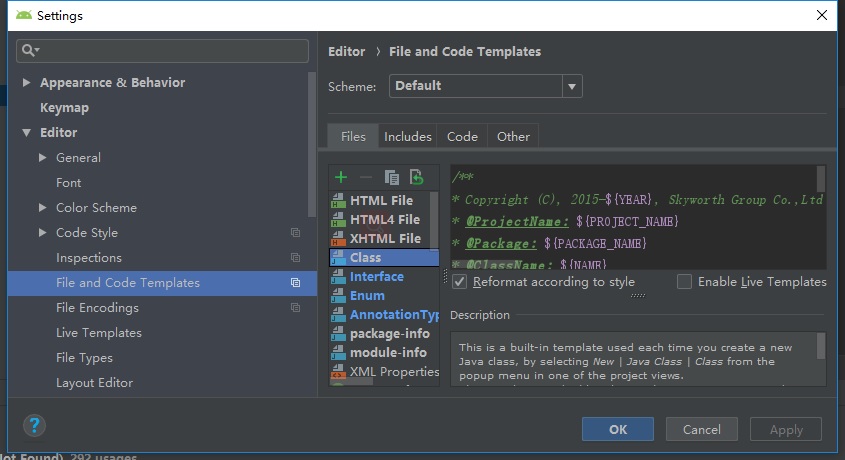 Settings
Appearance & Behavior
Keymap
Editor
General
Font
Color Scheme
Code Style
Inspections
File and Code Templates
File Encodings
Live Templates
File Types
Layout Editor
Editor › File and Code Templates
Scheme: Default
Files Includes Code Other
HTML File
HTML4 File
XHTML File
Class
Interface
Enum
AnnotationTyp
package-info
module-info
XML Properties
/**
* Copyright (C), 2015-${YEAR}, Skyworth Group Co.,Ltd
* @ProjectName: ${PROJECT_NAME}
* @Package: ${PACKAGE_NAME}
* @ClassName: ${NAME}
Reformat according to style
Enable Live Templates
Description
This is a built-in template used each time you create a new
Java class, by selecting New | Java Class | Class from the
popup menu in one of the project views.
?
OK
Cancel
Apply
lot Found) 292 usages